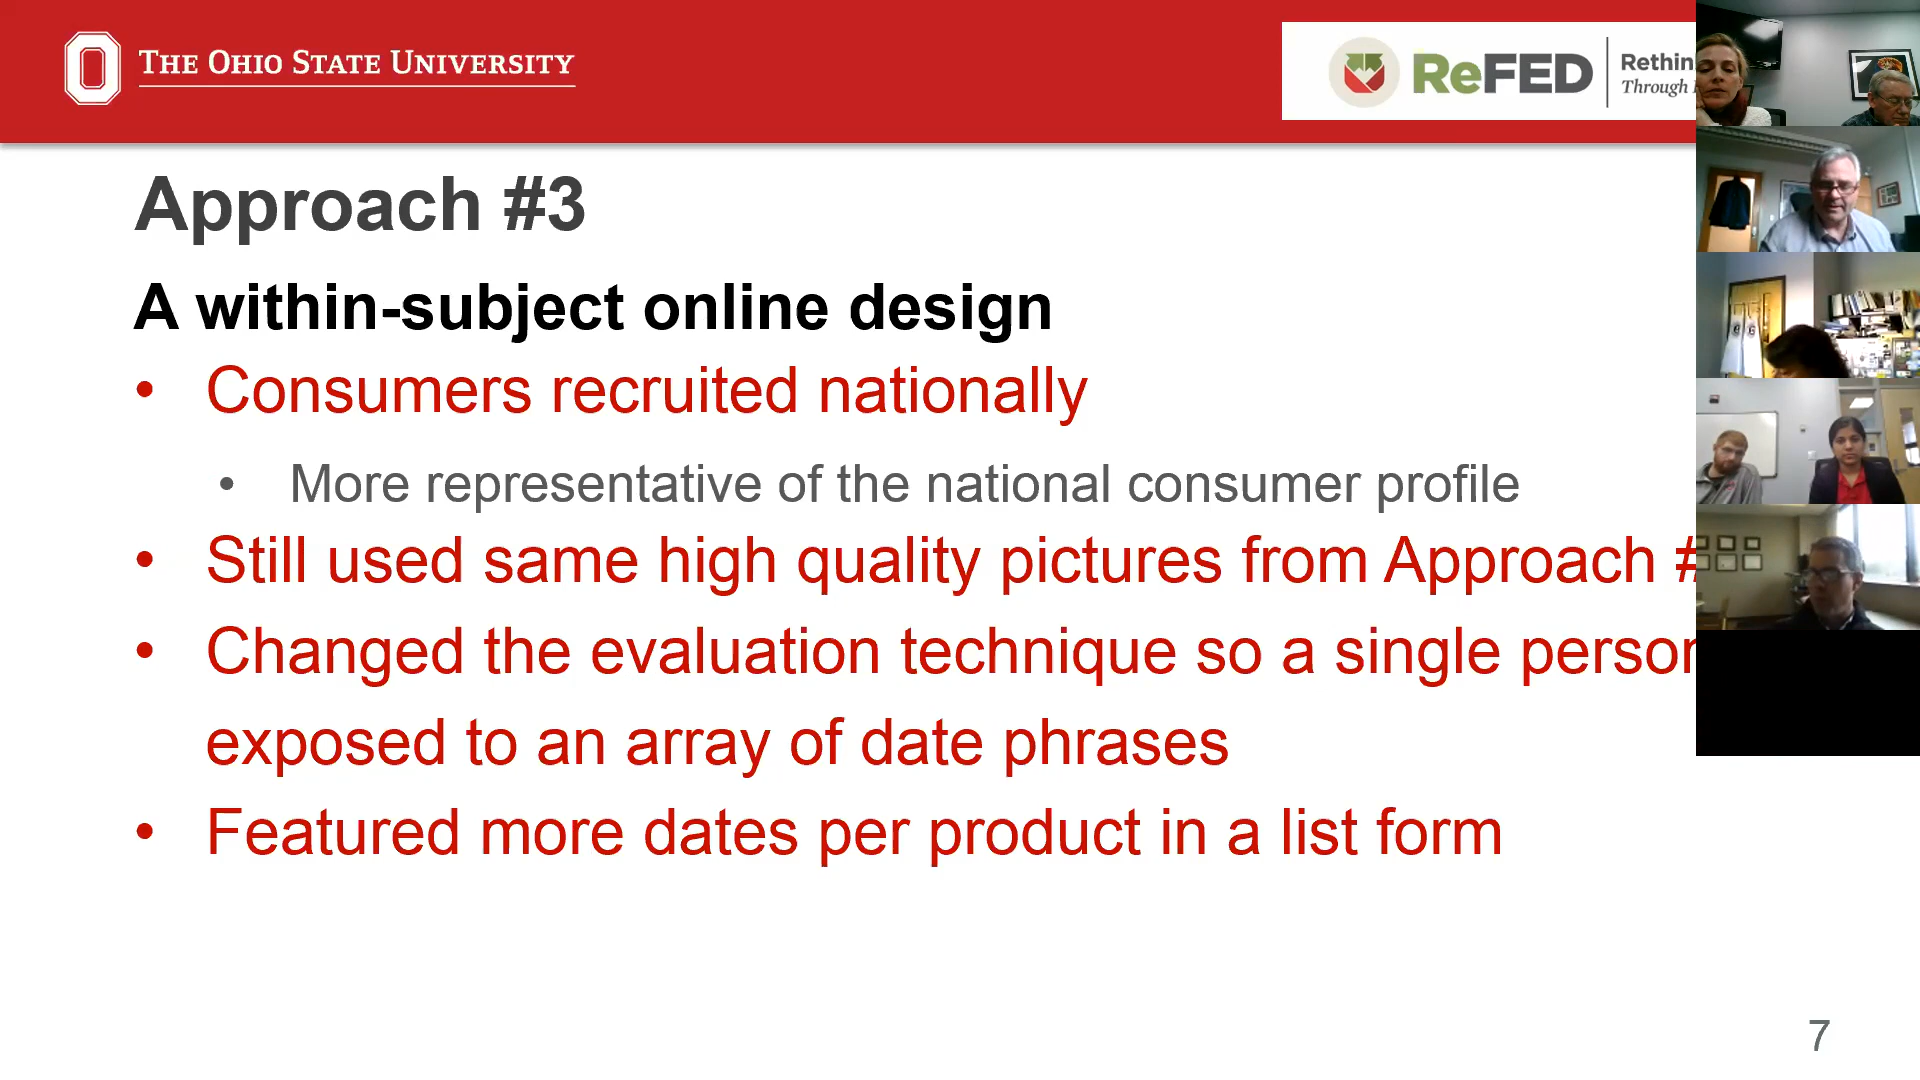 THE OHIO STATE UNIVERSITY
ReFED
Through
Approach #3
A within-subject online design
• Consumers recruited nationally
• More representative of the national consumer profile
• Still used same high quality pictures from Approach #
• Changed the evaluation technique so a single person
exposed to an array of date phrases
• Featured more dates per product in a list form
7